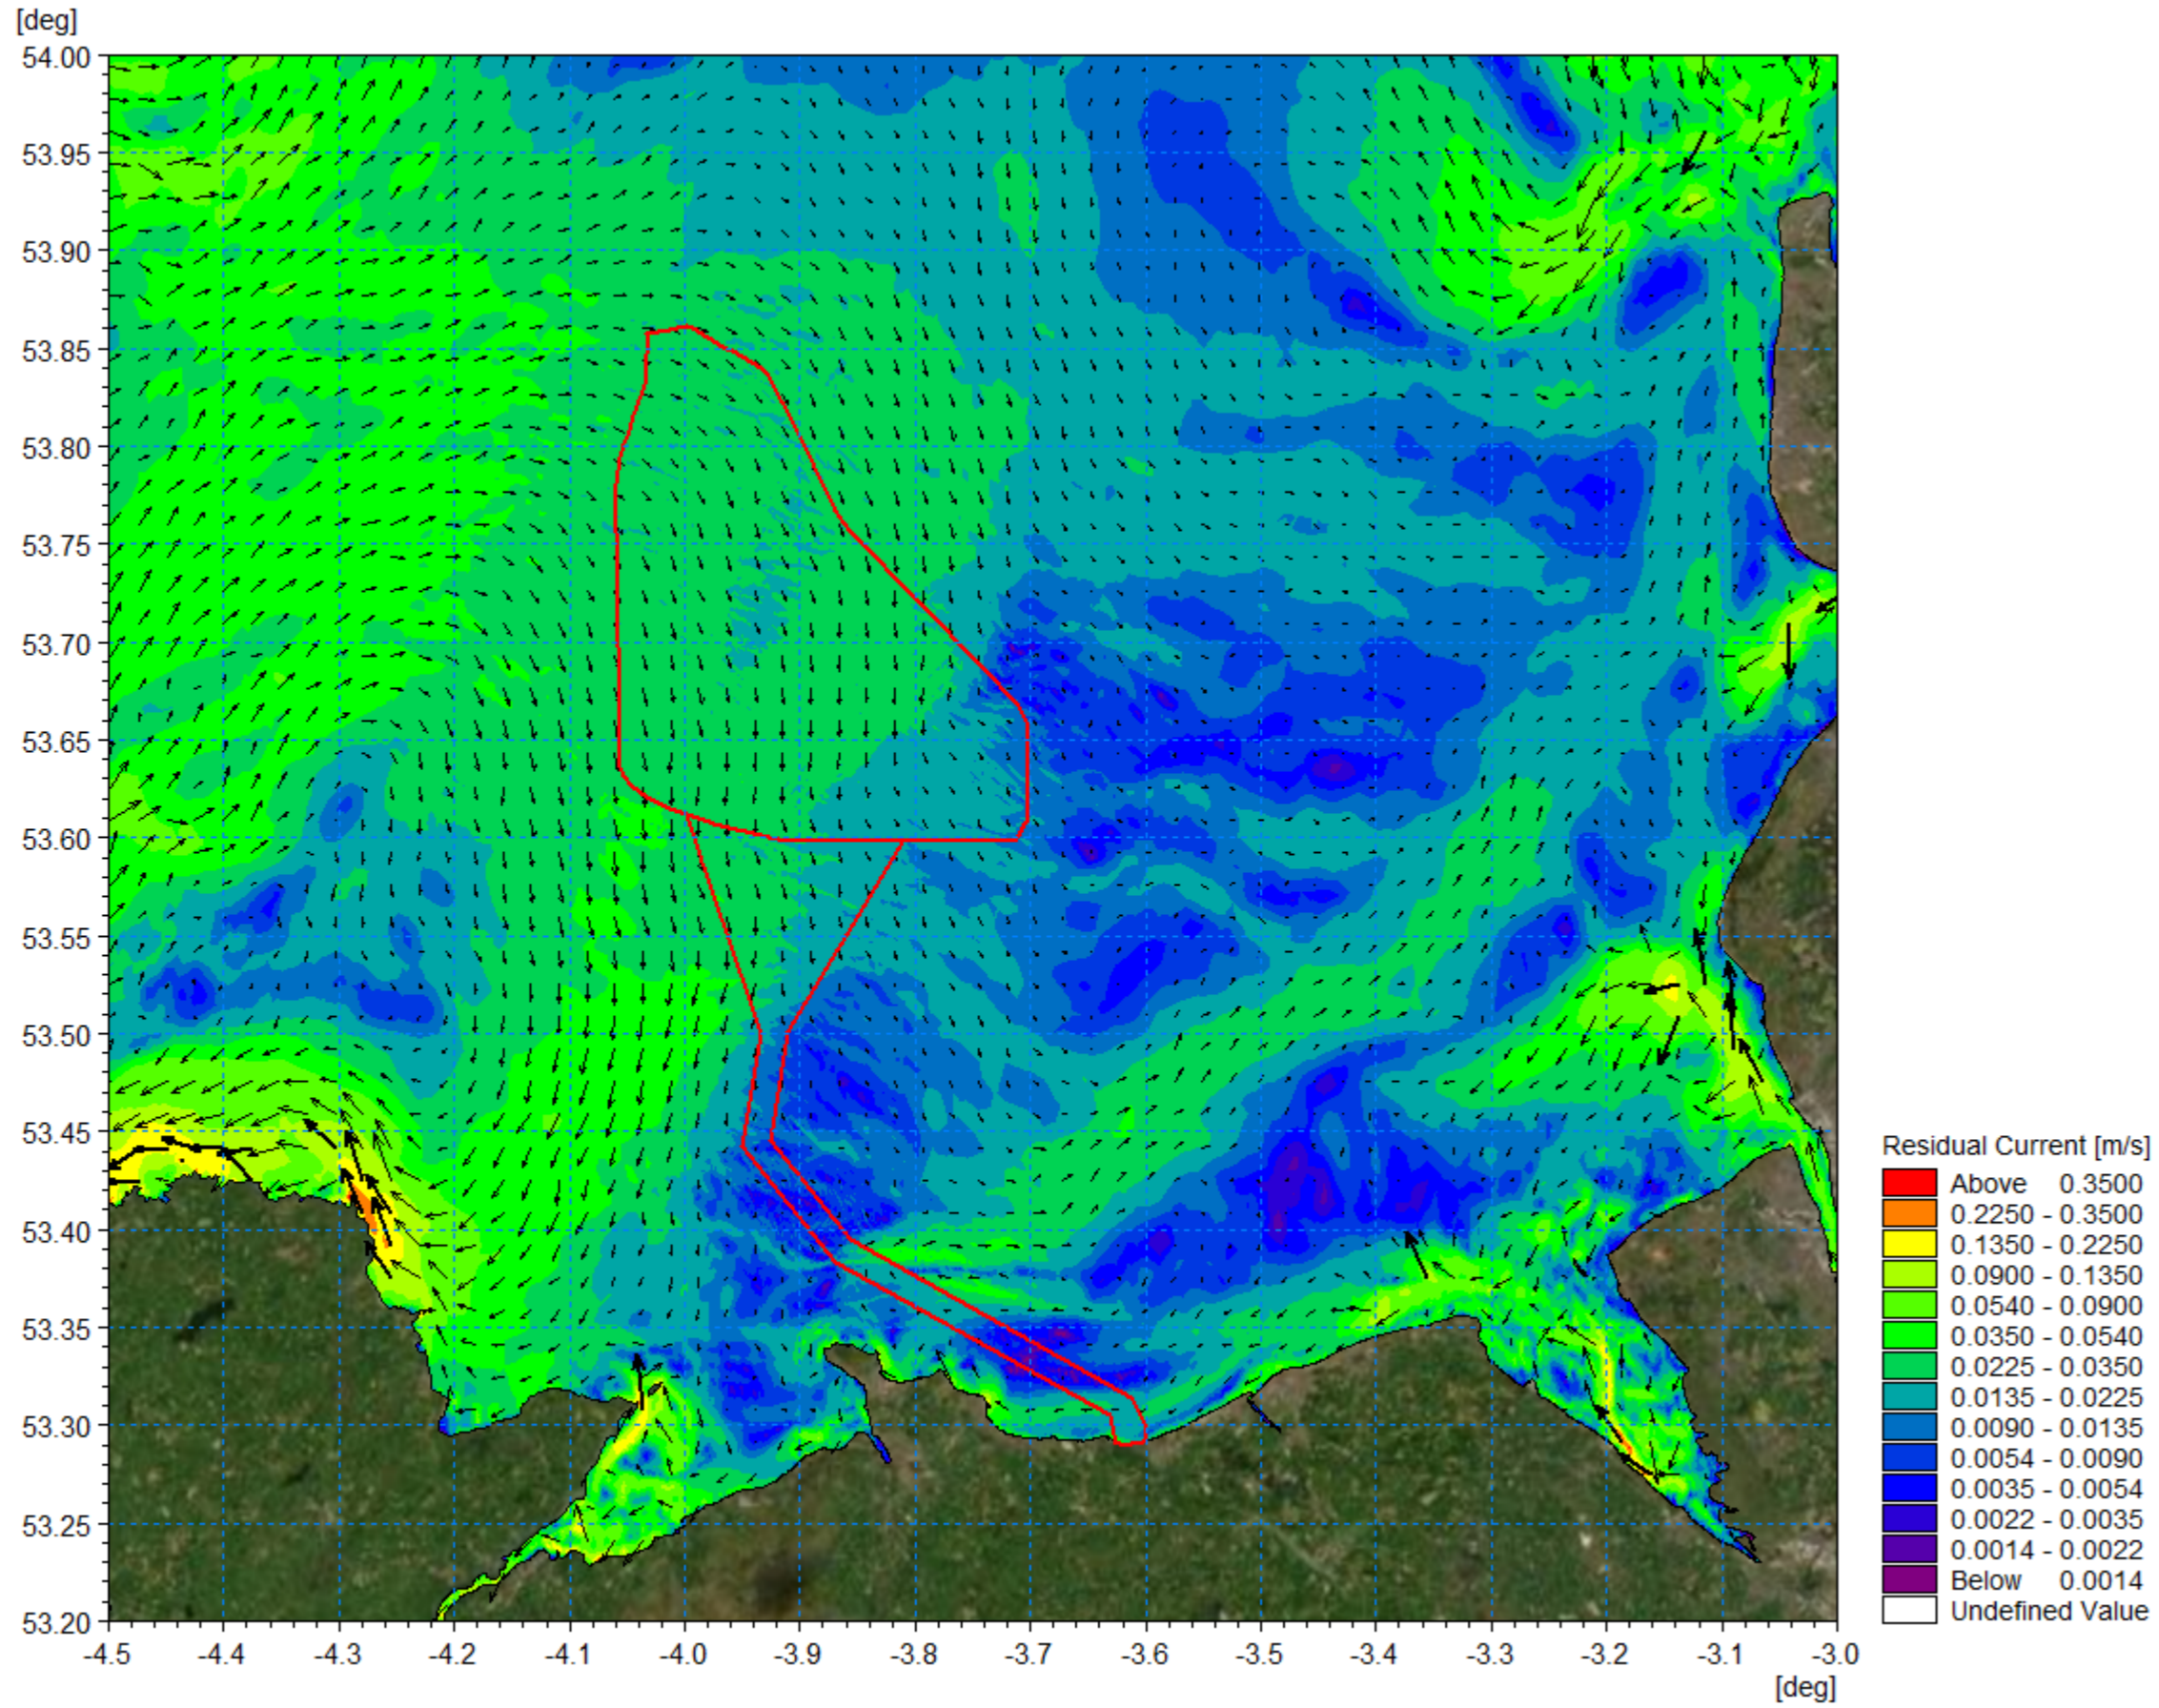 [deg]
54.00
53.95
53.90
53.85
53.80
53.75
53.70
53.65
53.60
53.55
53.50
53.45
53.40
53.35
53.30
53.25
53.20
-4.5 -4.4 -4.3 -4.2 -4.1 -4.0 -3.9 -3.8 -3.7 -3.6 -3.5 -3.4 -3.3 -3.2 -3.1 -3.0
[deg]
Residual Current [m/s]
Above 0.3500
0.2250 - 0.3500
0.1350 - 0.2250
0.0900 - 0.1350
0.0540 - 0.0900
0.0350 - 0.0540
0.0225 - 0.0350
0.0135 - 0.0225
0.0090 - 0.0135
0.0054 - 0.0090
0.0035 - 0.0054
0.0022 - 0.0035
0.0014 - 0.0022
Below 0.0014
Undefined Value